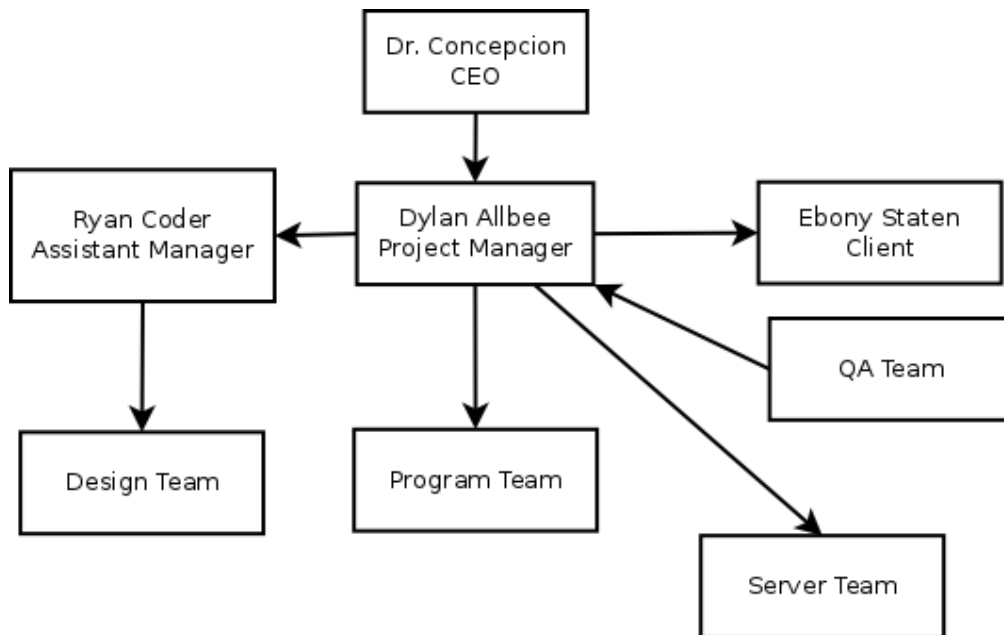 Dr. Concepcion
CEO
Ryan Coder
Assistant Manager
Dylan Allbee
Project Manager
Ebony Staten
Client
QA Team
Design Team
Program Team
Server Team